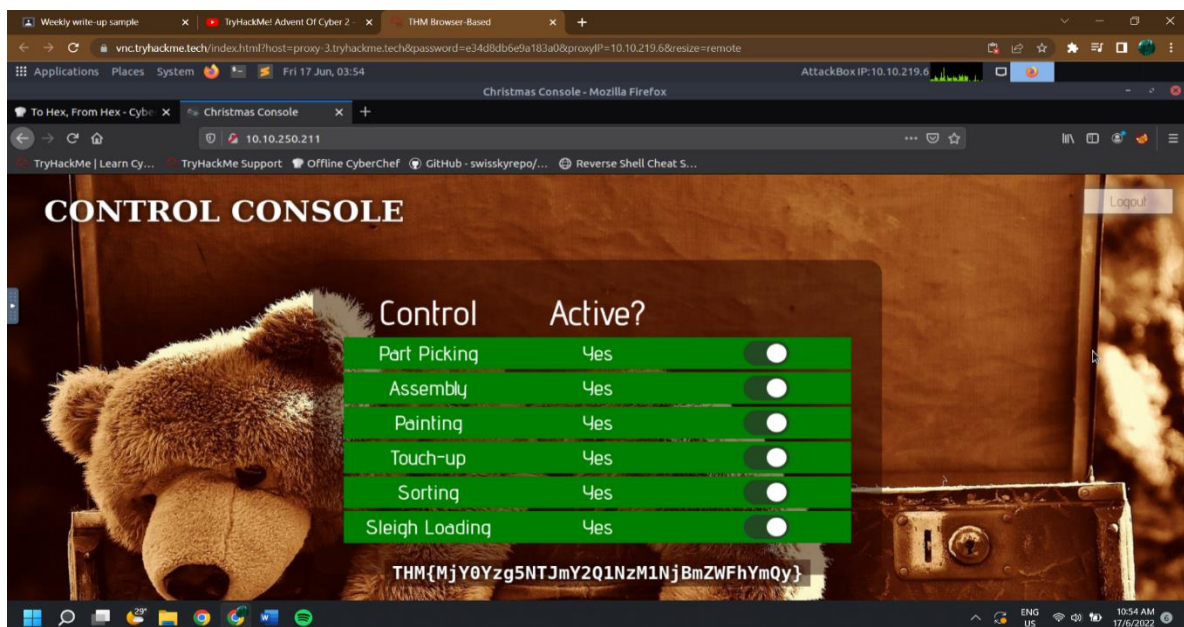 Weekly write-up sample
TryHackMe! Advent Of Cyber 2 -
THM Browser-Based
vnc.tryhackme.tech/index.html?host=proxy-3.tryhackme.tech&password=e34d8db6e9a183a0&proxyIP=10.10.219.6&resize=remote
Applications Places System Fri 17 Jun, 03:54 AttackBox IP:10.10.219.6
Christmas Console - Mozilla Firefox
To Hex, From Hex - Cybe Christmas Console
10.10.250.211
TryHackMe | Learn Cy... TryHackMe Support Offline CyberChef GitHub - swisskyrepo/... Reverse Shell Cheat S...
CONTROL CONSOLE
Logout
Control Active?
Part Picking Yes
Assembly Yes
Painting Yes
Touch-up Yes
Sorting Yes
Sleigh Loading Yes
THM{MjY0Yzg5NTJmY2Q1NzM1NjBmZWFhYmQy}
29°
ENG
US
10:54 AM
17/6/2022
6